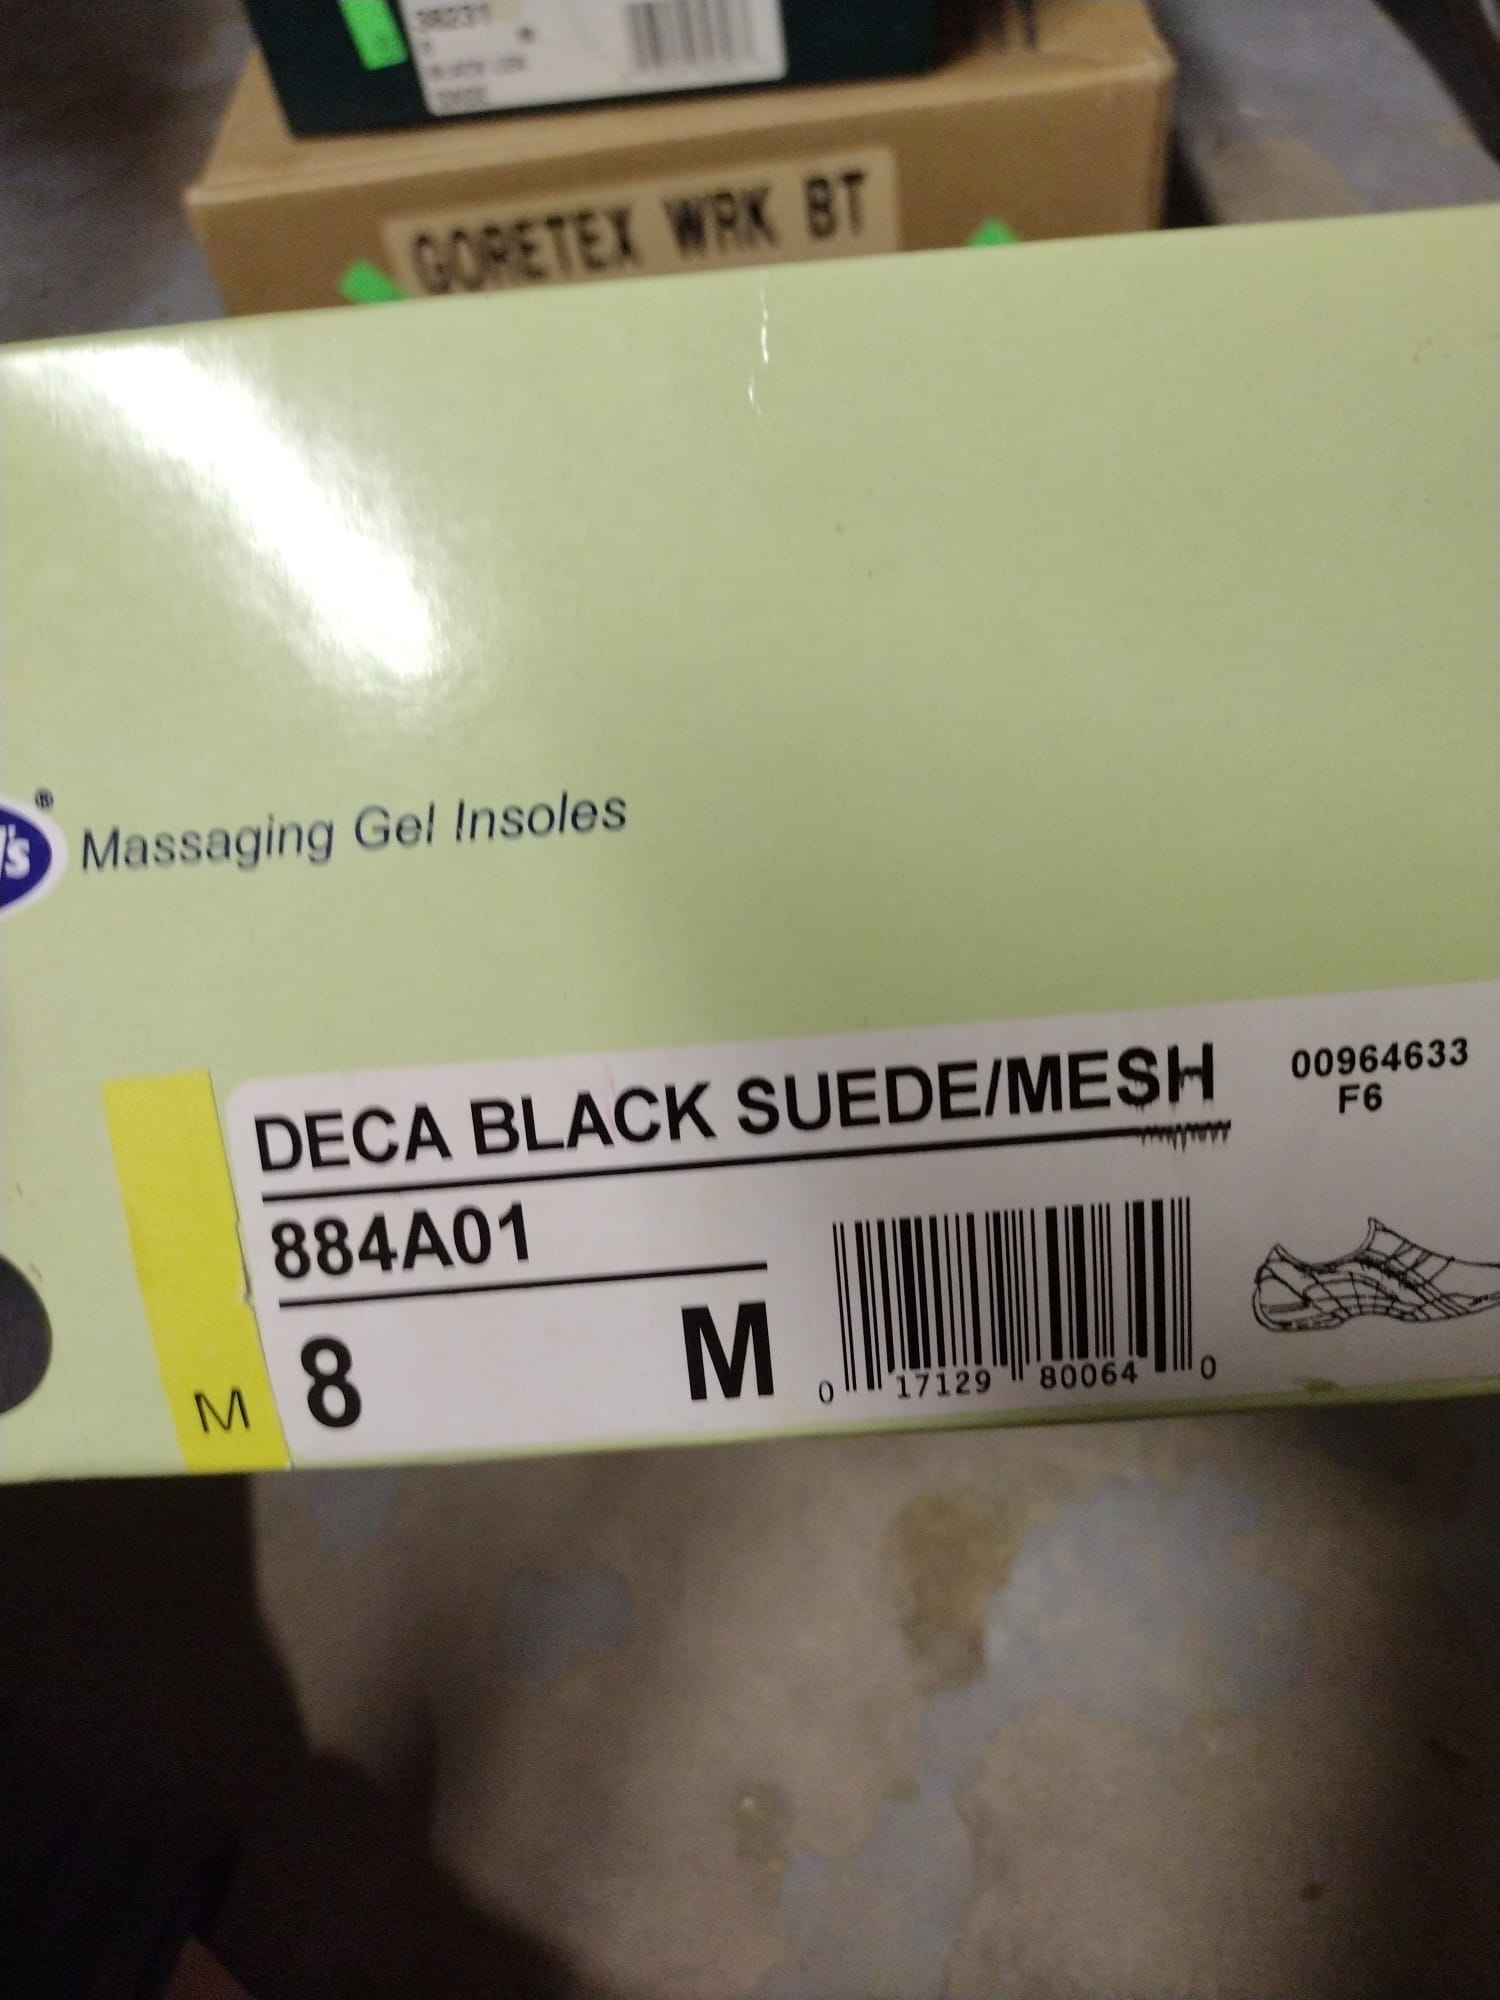 GORETEX WRK BT
's® Massaging Gel Insoles
DECA BLACK SUEDE/MESH
00964633
F6
884A01
8 M
M
0 17129 80064 0